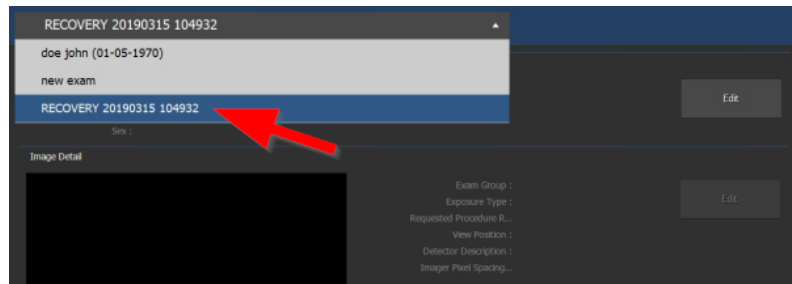 RECOVERY 20190315 104932
doe john (01-05-1970)
new exam
RECOVERY 20190315 104932
Edit
Sex :
Image Detail
Exam Group :
Edit
Exposure Type :
Requested Procedure R...
View Position :
Detector Description :
Imager Pixel Spacing...